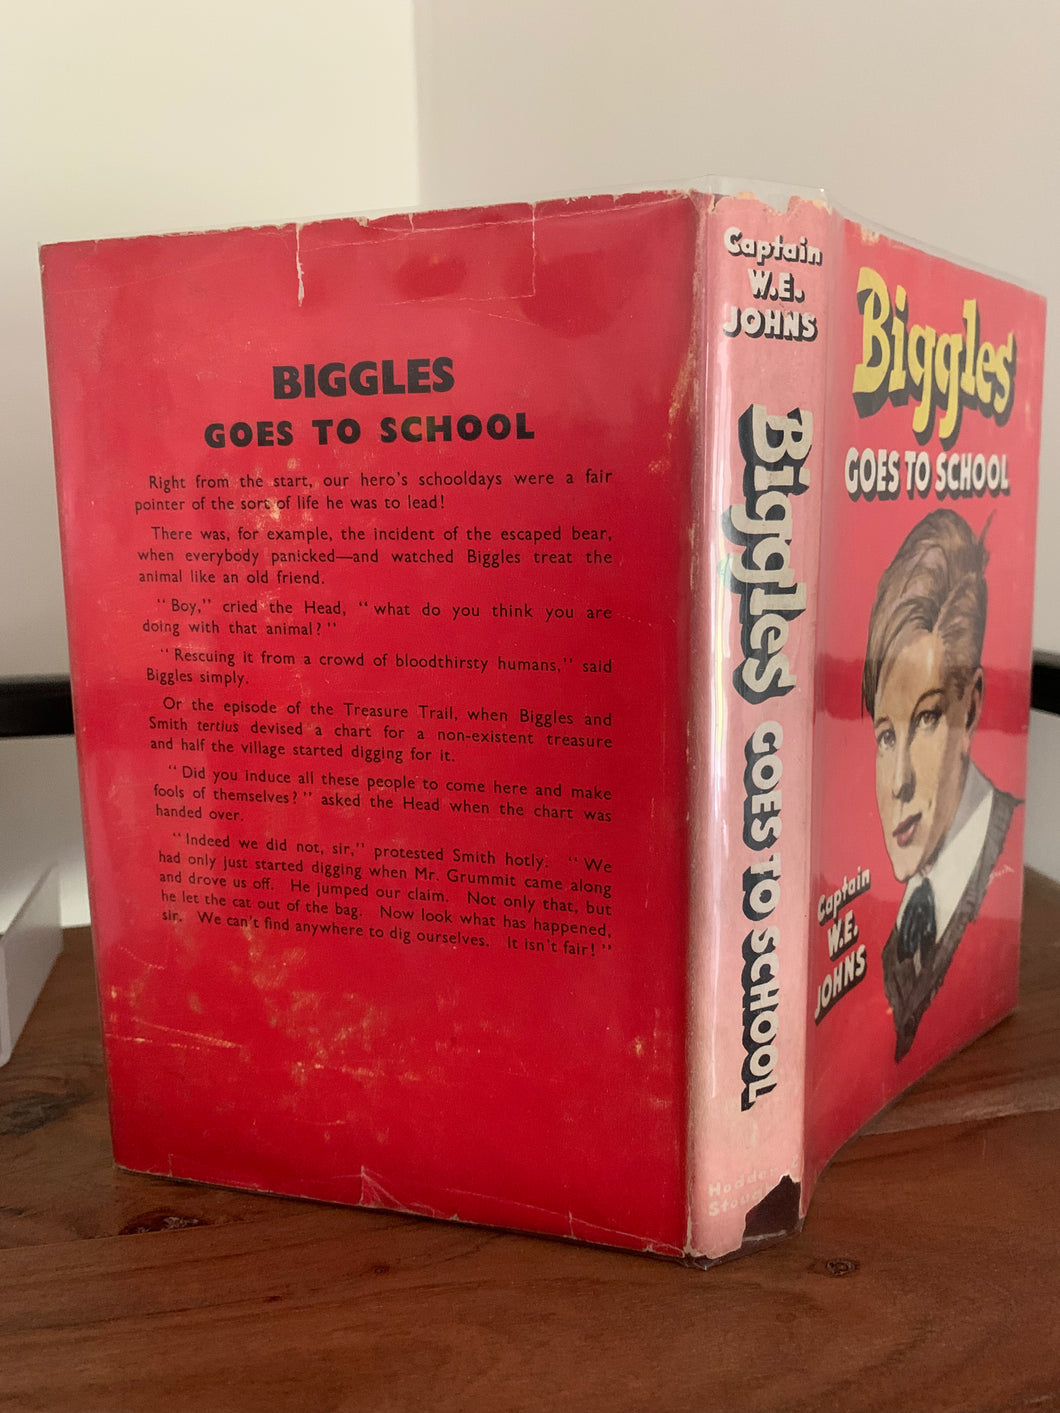 BIGGLES
GOES TO SCHOOL
Right from the start, our hero's schooldays were a fair
pointer of the sort of life he was to lead!
There was, for example, the incident of the escaped bear,
when everybody panicked—and watched Biggles treat the
animal like an old friend.
"Boy," cried the Head, "what do you think you are
doing with that animal?"
"Rescuing it from a crowd of bloodthirsty humans," said
Biggles simply.
Or the episode of the Treasure Trail, when Biggles and
Smith tertius devised a chart for a non-existent treasure
and half the village started digging for it.
"Did you induce all these people to come here and make
fools of themselves?" asked the Head when the chart was
handed over.
"Indeed we did not, sir," protested Smith hotly. "We
had only just started digging when Mr. Grummit came along
and drove us off. He jumped our claim. Not only that, but
he let the cat out of the bag. Now look what has happened,
sir. We can't find anywhere to dig ourselves. It isn't fair!"
Captain
W.E.
JOHNS
Biggles GOES TO SCHOOL
Biggles
GOES TO SCHOOL
Captain
W.E.
JOHNS